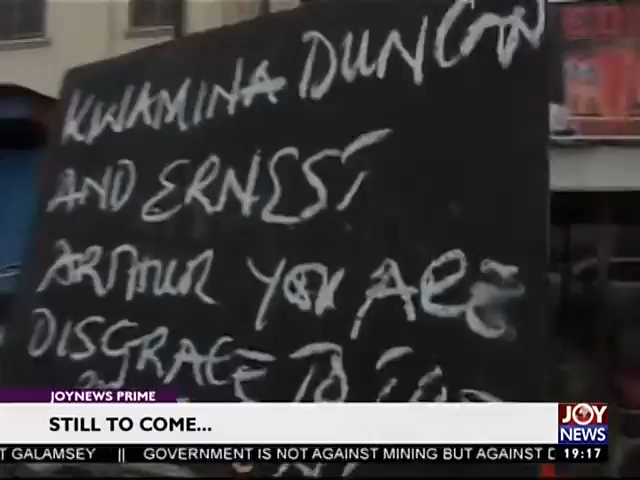 KWAMINA DUNCAN
AND ERNEST
ARTHUR YOU ARE
DISGRACE TO
JOYNEWS PRIME
STILL TO COME...
JOY
NEWS
T GALAMSEY || GOVERNMENT IS NOT AGAINST MINING BUT AGAINST
19:17